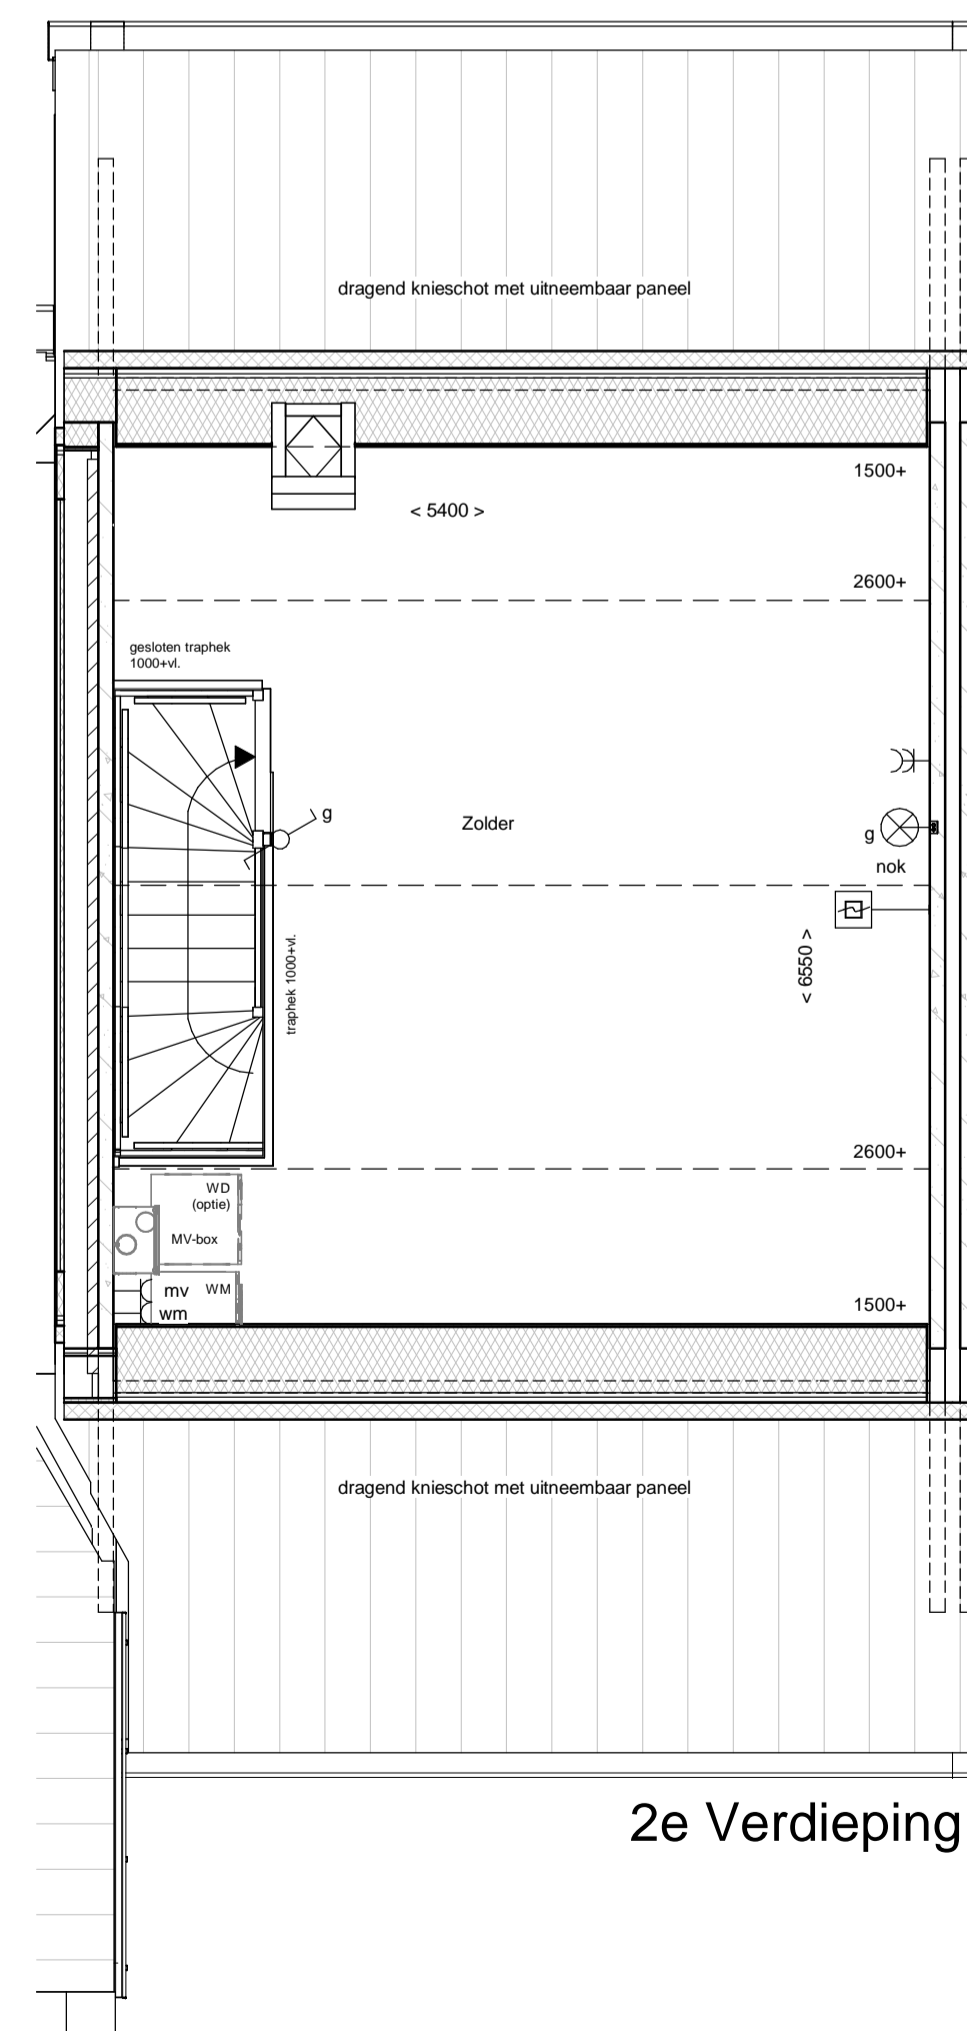 dragend knieschot met uitneembaar paneel
1500+
< 5400 >
2600+
gesloten traphek
1000+vl.
g
Zolder
g
nok
traphek 1000+vl.
< 6550 >
2600+
WD
(optie)
MV-box
mv
WM
wm
1500+
dragend knieschot met uitneembaar paneel
2e Verdieping